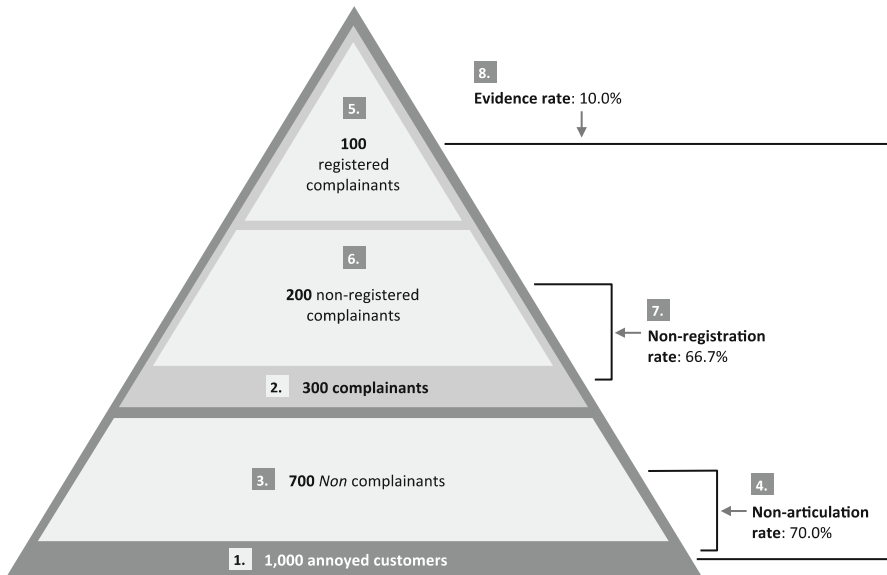 8.
Evidence rate: 10.0%
5.
100
registered
complainants
6.
200 non-registered
complainants
7.
Non-registration
rate: 66.7%
2. 300 complainants
3. 700 Non complainants
4.
Non-articulation
rate: 70.0%
1. 1,000 annoyed customers